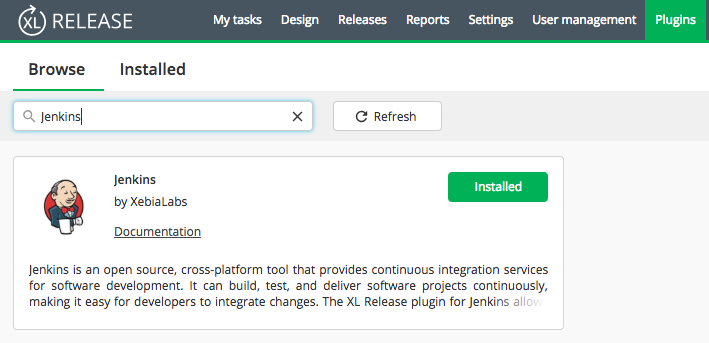 XL RELEASE My tasks Design Releases Reports Settings User management Plugins
Browse Installed
Jenkins Refresh
Jenkins Installed
by XebiaLabs
Documentation
Jenkins is an open source, cross-platform tool that provides continuous integration services
for software development. It can build, test, and deliver software projects continuously,
making it easy for developers to integrate changes. The XL Release plugin for Jenkins allow